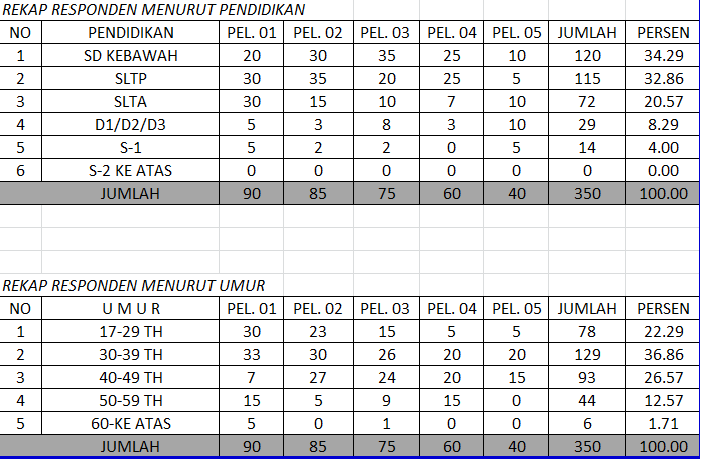 REKAP RESPONDEN MENURUT PENDIDIKAN
NO PENDIDIKAN PEL. 01 PEL. 02 PEL. 03 PEL. 04 PEL. 05 JUMLAH PERSEN
1 SD KEBAWAH 20 30 35 25 10 120 34.29
2 SLTP 30 35 20 25 5 115 32.86
3 SLTA 30 15 10 7 10 72 20.57
4 D1/D2/D3 5 3 8 3 10 29 8.29
5 S-1 5 2 2 0 5 14 4.00
6 S-2 KE ATAS 0 0 0 0 0 0 0.00
JUMLAH 90 85 75 60 40 350 100.00
REKAP RESPONDEN MENURUT UMUR
NO U M U R PEL. 01 PEL. 02 PEL. 03 PEL. 04 PEL. 05 JUMLAH PERSEN
1 17-29 TH 30 23 15 5 5 78 22.29
2 30-39 TH 33 30 26 20 20 129 36.86
3 40-49 TH 7 27 24 20 15 93 26.57
4 50-59 TH 15 5 9 15 0 44 12.57
5 60-KE ATAS 5 0 1 0 0 6 1.71
JUMLAH 90 85 75 60 40 350 100.00